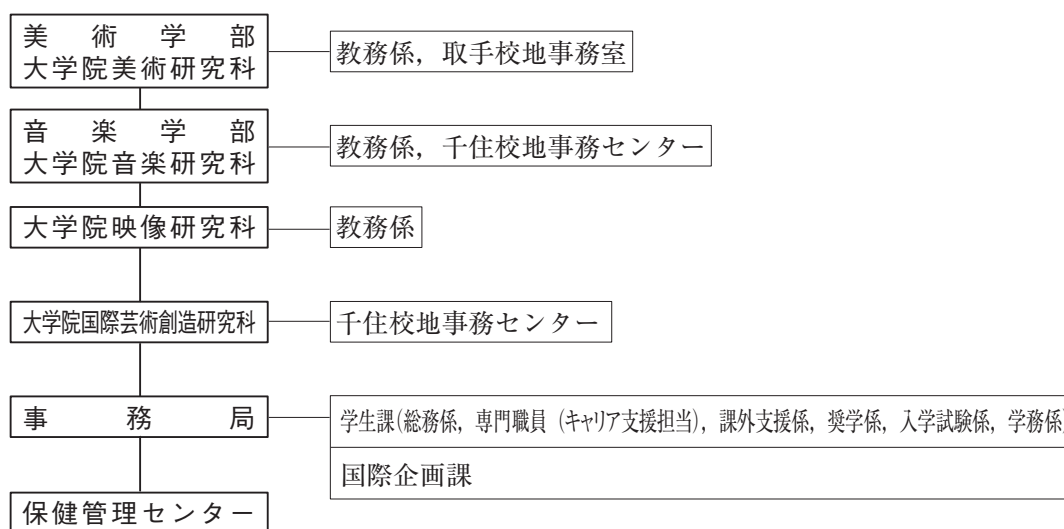 美術学部
大学院美術研究科
教務係，取手校地事務室
音楽学部
大学院音楽研究科
教務係，千住校地事務センター
大学院映像研究科
教務係
大学院国際芸術創造研究科
千住校地事務センター
事務局
学生課（総務係，専門職員（キャリア支援担当），課外支援係，奨学係，入学試験係，学務係）
国際企画課
保健管理センター